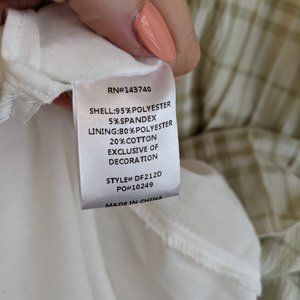 RN#143740
SHELL:95%POLYESTER
5%SPANDEX
LINING:80%POLYESTER
20%COTTON
EXCLUSIVE OF
DECORATION
STYLE# DF212D
PO#10249
MADE IN CHINA